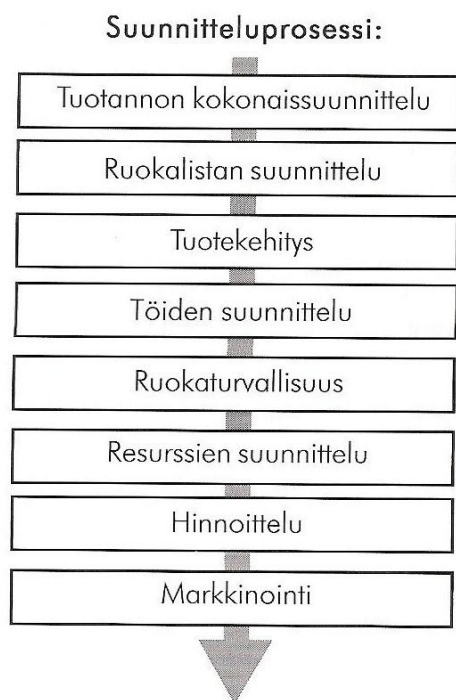 Suunnitteluprosessi:
Tuotannon kokonaissuunnittelu
Ruokalistan suunnittelu
Tuotekehitys
Töiden suunnittelu
Ruokaturvallisuus
Resurssien suunnittelu
Hinnoittelu
Markkinointi